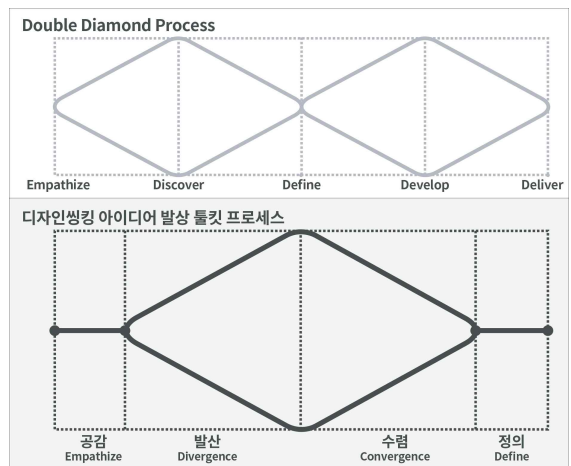 Double Diamond Process
Empathize Discover Define Develop Deliver
디자인씽킹 아이디어 발상 툴킷 프로세스
공감 발산 수렴 정의
Empathize Divergence Convergence Define